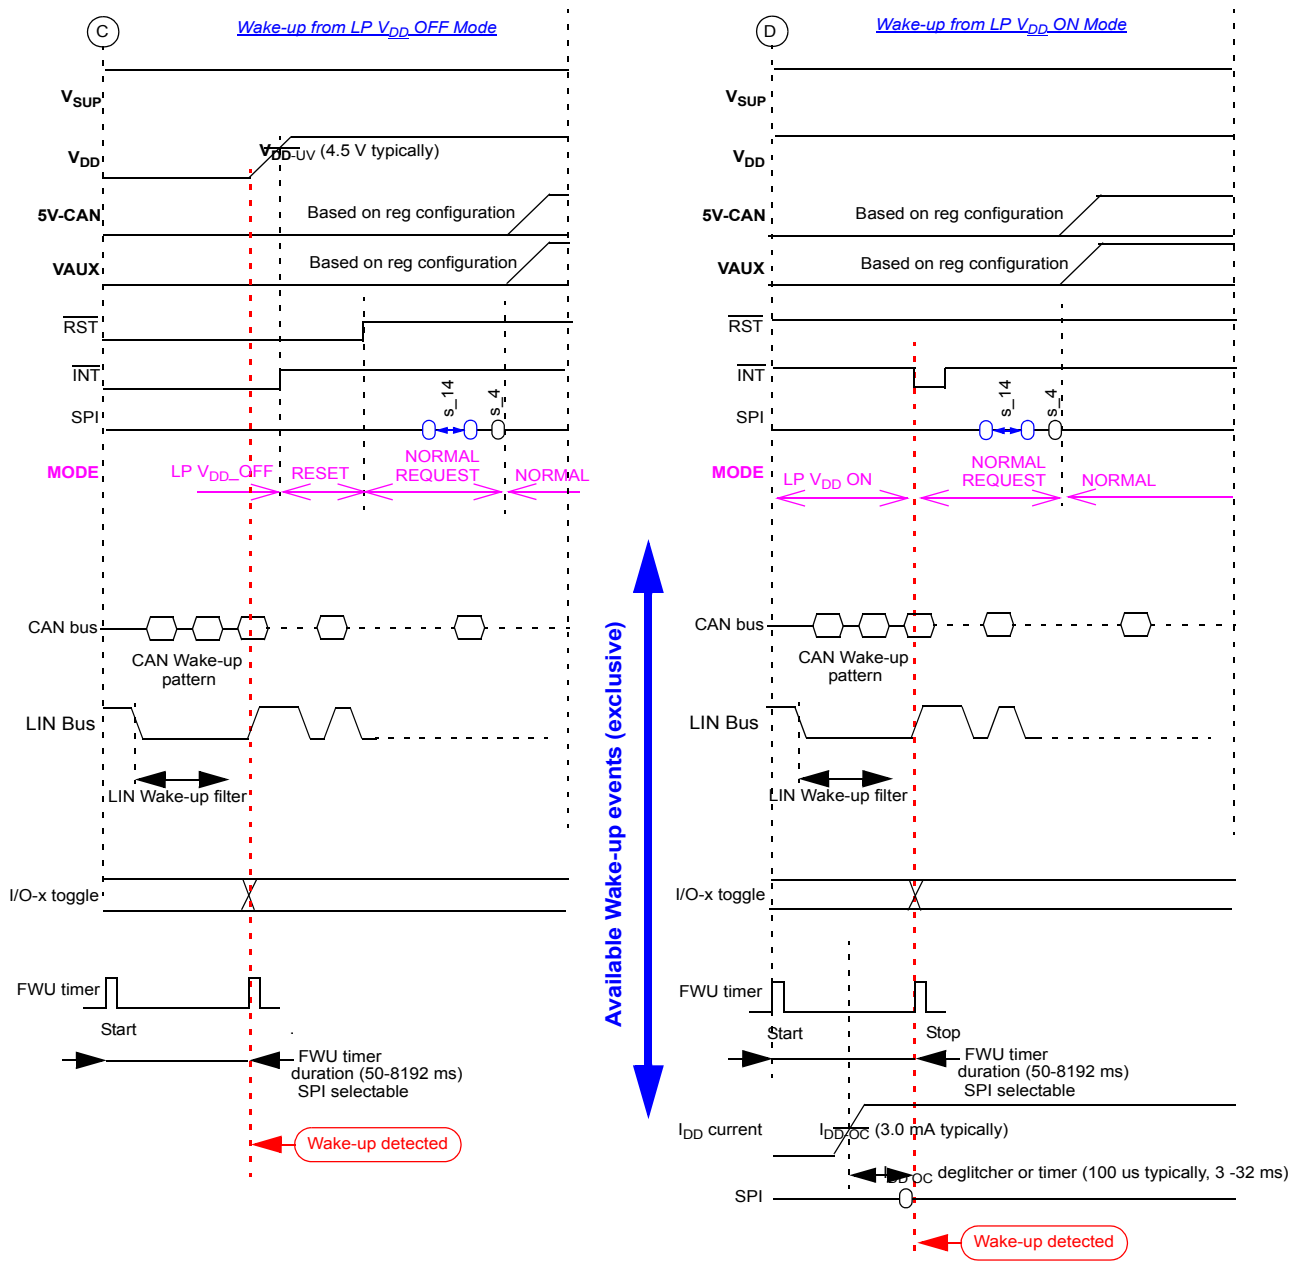 C
Wake-up from LP VDD OFF Mode
VSUP
VDD
VDD-UV (4.5 V typically)
5V-CAN
Based on reg configuration
VAUX
Based on reg configuration
RST
INT
SPI
s_14
s_4
MODE
LP VDD_OFF
RESET
NORMAL
REQUEST
NORMAL
CAN bus
CAN Wake-up
pattern
LIN Bus
LIN Wake-up filter
I/O-x toggle
FWU timer
Start
FWU timer
duration (50-8192 ms)
SPI selectable
Wake-up detected
Available Wake-up events (exclusive)
D
Wake-up from LP VDD ON Mode
VSUP
VDD
5V-CAN
Based on reg configuration
VAUX
Based on reg configuration
RST
INT
SPI
s_14
s_4
MODE
LP VDD ON
NORMAL
REQUEST
NORMAL
CAN bus
CAN Wake-up
pattern
LIN Bus
LIN Wake-up filter
I/O-x toggle
FWU timer
Start
Stop
FWU timer
duration (50-8192 ms)
SPI selectable
IDD current
IDD-OC (3.0 mA typically)
IDD-OC deglitcher or timer (100 us typically, 3 -32 ms)
SPI
Wake-up detected